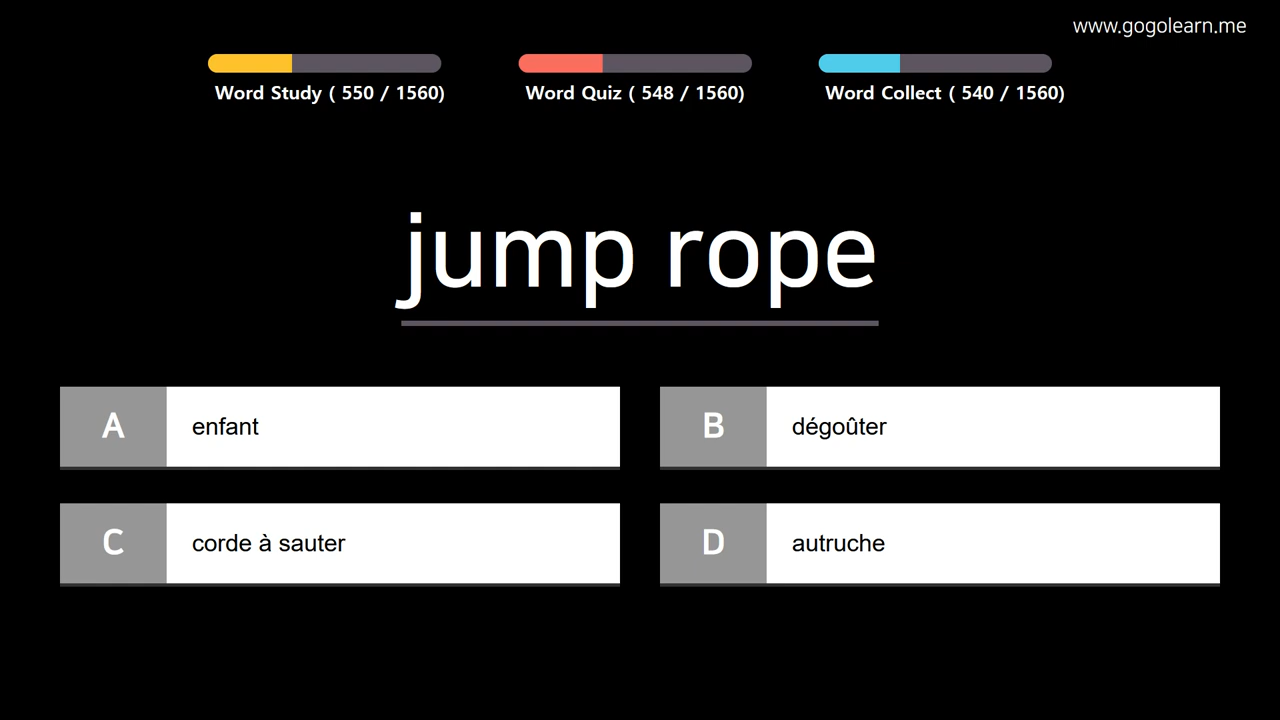 www.gogolearn.me
Word Study ( 550 / 1560)
Word Quiz ( 548 / 1560)
Word Collect ( 540 / 1560)
jump rope
A enfant
B dégoûter
C corde à sauter
D autruche